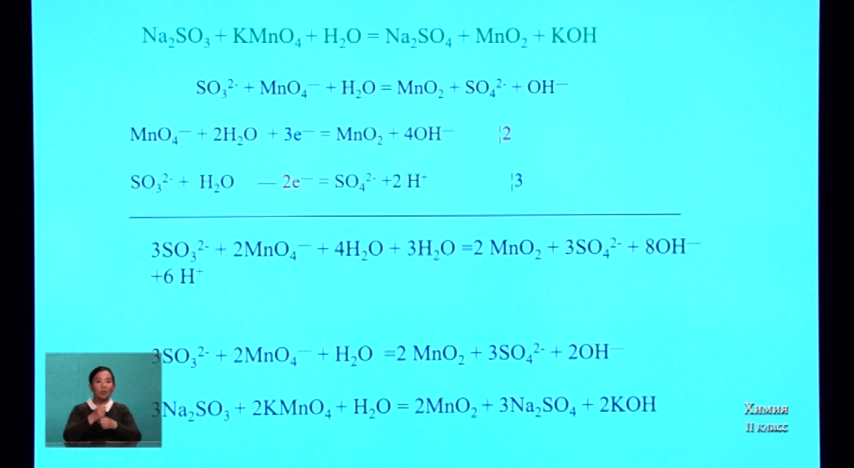 Na₂SO₃ + KMnO₄ + H₂O = Na₂SO₄ + MnO₂ + KOH
SO₃²⁻ + MnO₄⁻ + H₂O = MnO₂ + SO₄²⁻ + OH⁻
MnO₄⁻ + 2H₂O + 3e⁻ = MnO₂ + 4OH⁻ ¦2
SO₃²⁻ + H₂O — 2e⁻ = SO₄²⁻ +2 H⁺ ¦3
3SO₃²⁻ + 2MnO₄⁻ + 4H₂O + 3H₂O =2 MnO₂ + 3SO₄²⁻ + 8OH⁻
+6 H⁺
3SO₃²⁻ + 2MnO₄⁻ + H₂O =2 MnO₂ + 3SO₄²⁻ + 2OH⁻
3Na₂SO₃ + 2KMnO₄ + H₂O = 2MnO₂ + 3Na₂SO₄ + 2KOH
Химия
11 класс